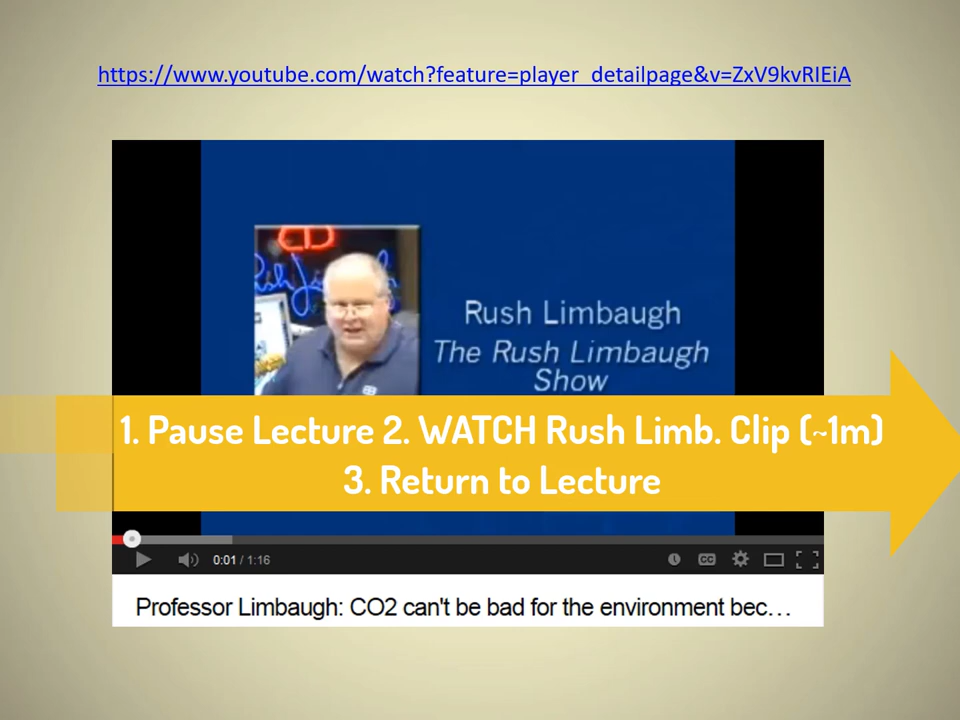 https://www.youtube.com/watch?feature=player_detailpage&v=ZxV9kvRIEiA
Rush Limbaugh
The Rush Limbaugh
Show
1. Pause Lecture 2. WATCH Rush Limb. Clip (~1m)
3. Return to Lecture
0:01 / 1:16
CC
Professor Limbaugh: CO2 can't be bad for the environment bec…